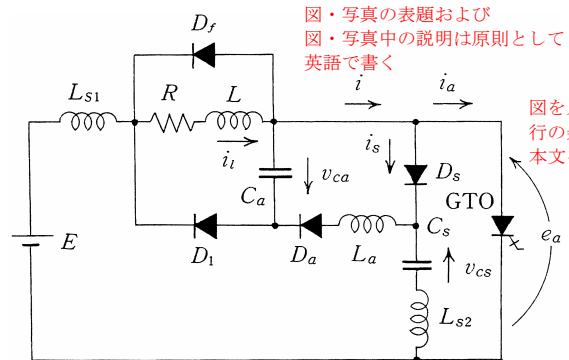 図・写真の表題および
図・写真中の説明は原則として
英語で書く
D_f
L_{S1}
R
L
i
i_a
図を
行の
本文
i_l
C_a
v_{ca}
i_s
D_s
GTO
E
D_1
D_a
L_a
C_s
e_a
v_{cs}
L_{s2}